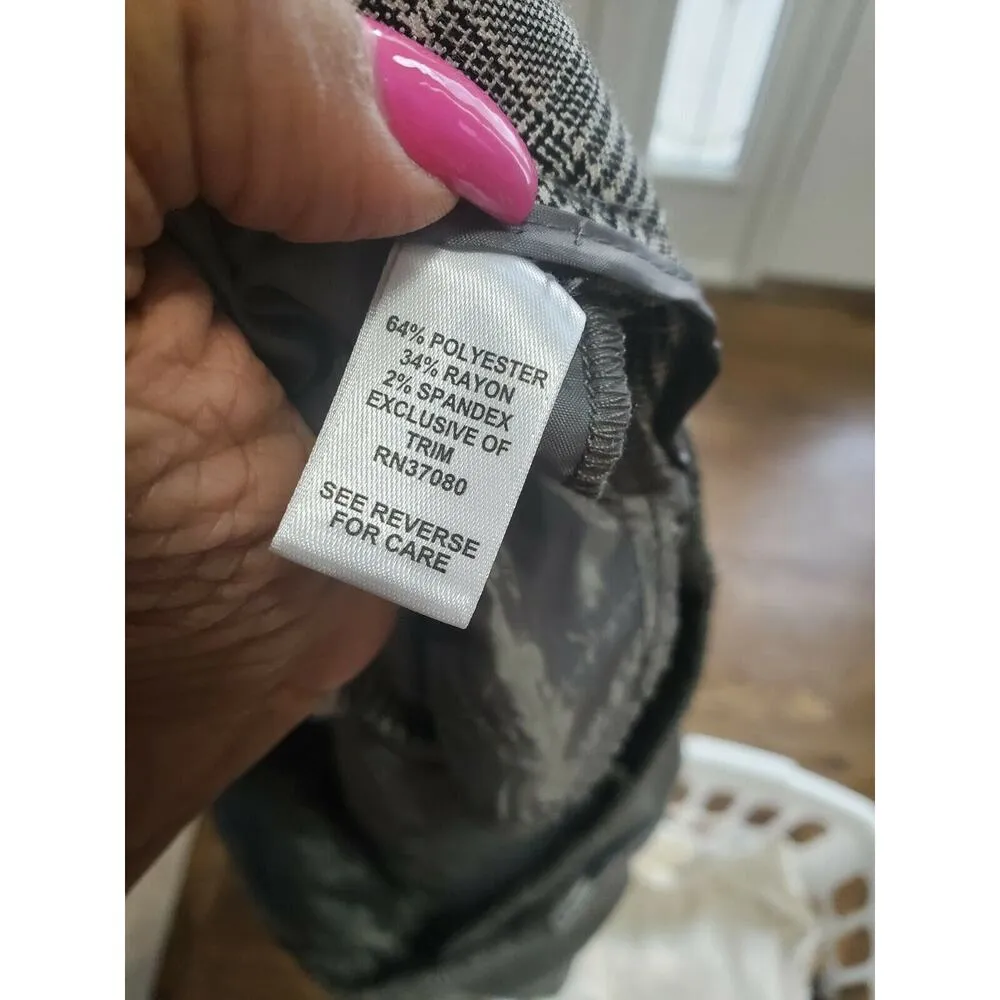 64% POLYESTER
34% RAYON
2% SPANDEX
EXCLUSIVE OF
TRIM
RN37080
SEE REVERSE
FOR CARE